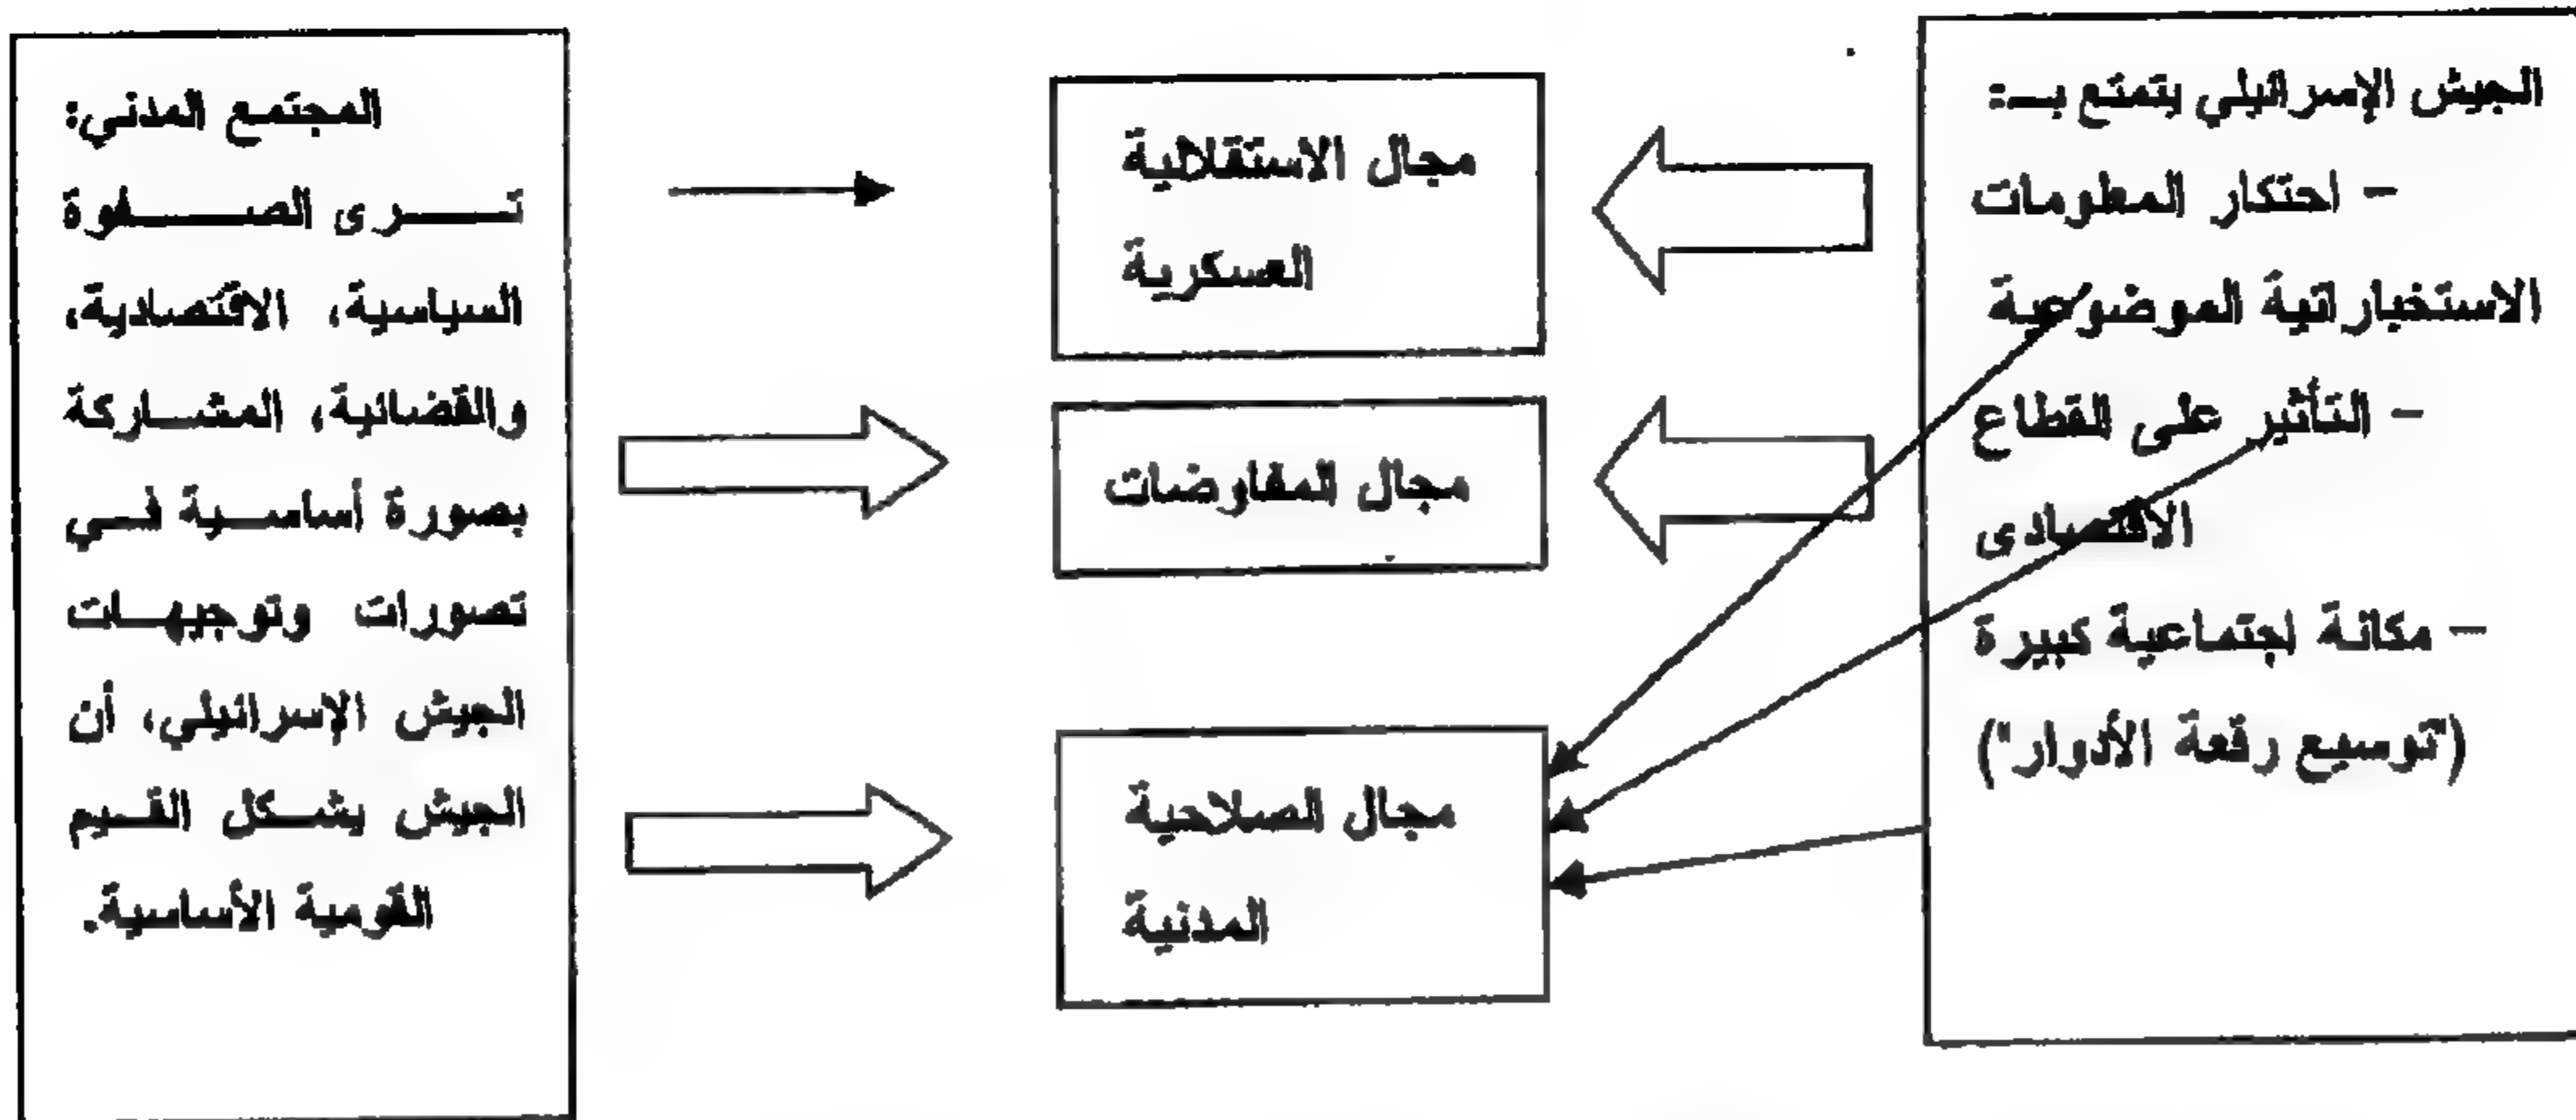 الجيش الإسرائيلي يتمتع بــ:
- احتكار المعلومات
الاستخباراتية الموضوعية
- التأثير على القطاع
الاقتصادى
- مكانة اجتماعية كبيرة
("توسيع رقعة الأدوار")
مجال الاستقلالية
العسكرية
مجال المفاوضات
مجال الصلاحية
المدنية
المجتمع المدني:
ترى الصفوة
السياسية، الاقتصادية،
والقضائية، المشاركة
بصورة أساسية في
تصورات وتوجيهات
الجيش الإسرائيلي، أن
الجيش يشكل القيم
القومية الأساسية.